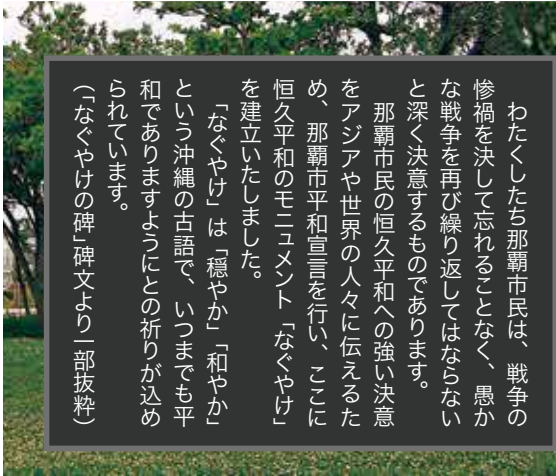 わたくしたち那覇市民は、戦争の
惨禍を決して忘れることなく、愚か
な戦争を再び繰り返してはならない
と深く決意するものであります。
　那覇市民の恒久平和への強い決意
をアジアや世界の人々に伝えるた
め、那覇市平和宣言を行い、ここに
恒久平和のモニュメント「なぐやけ」
を建立いたしました。
　「なぐやけ」は「穏やか」「和やか」
という沖縄の古語で、いつまでも平
和でありますようにとの祈りが込め
られています。
（「なぐやけの碑」碑文より一部抜粋）